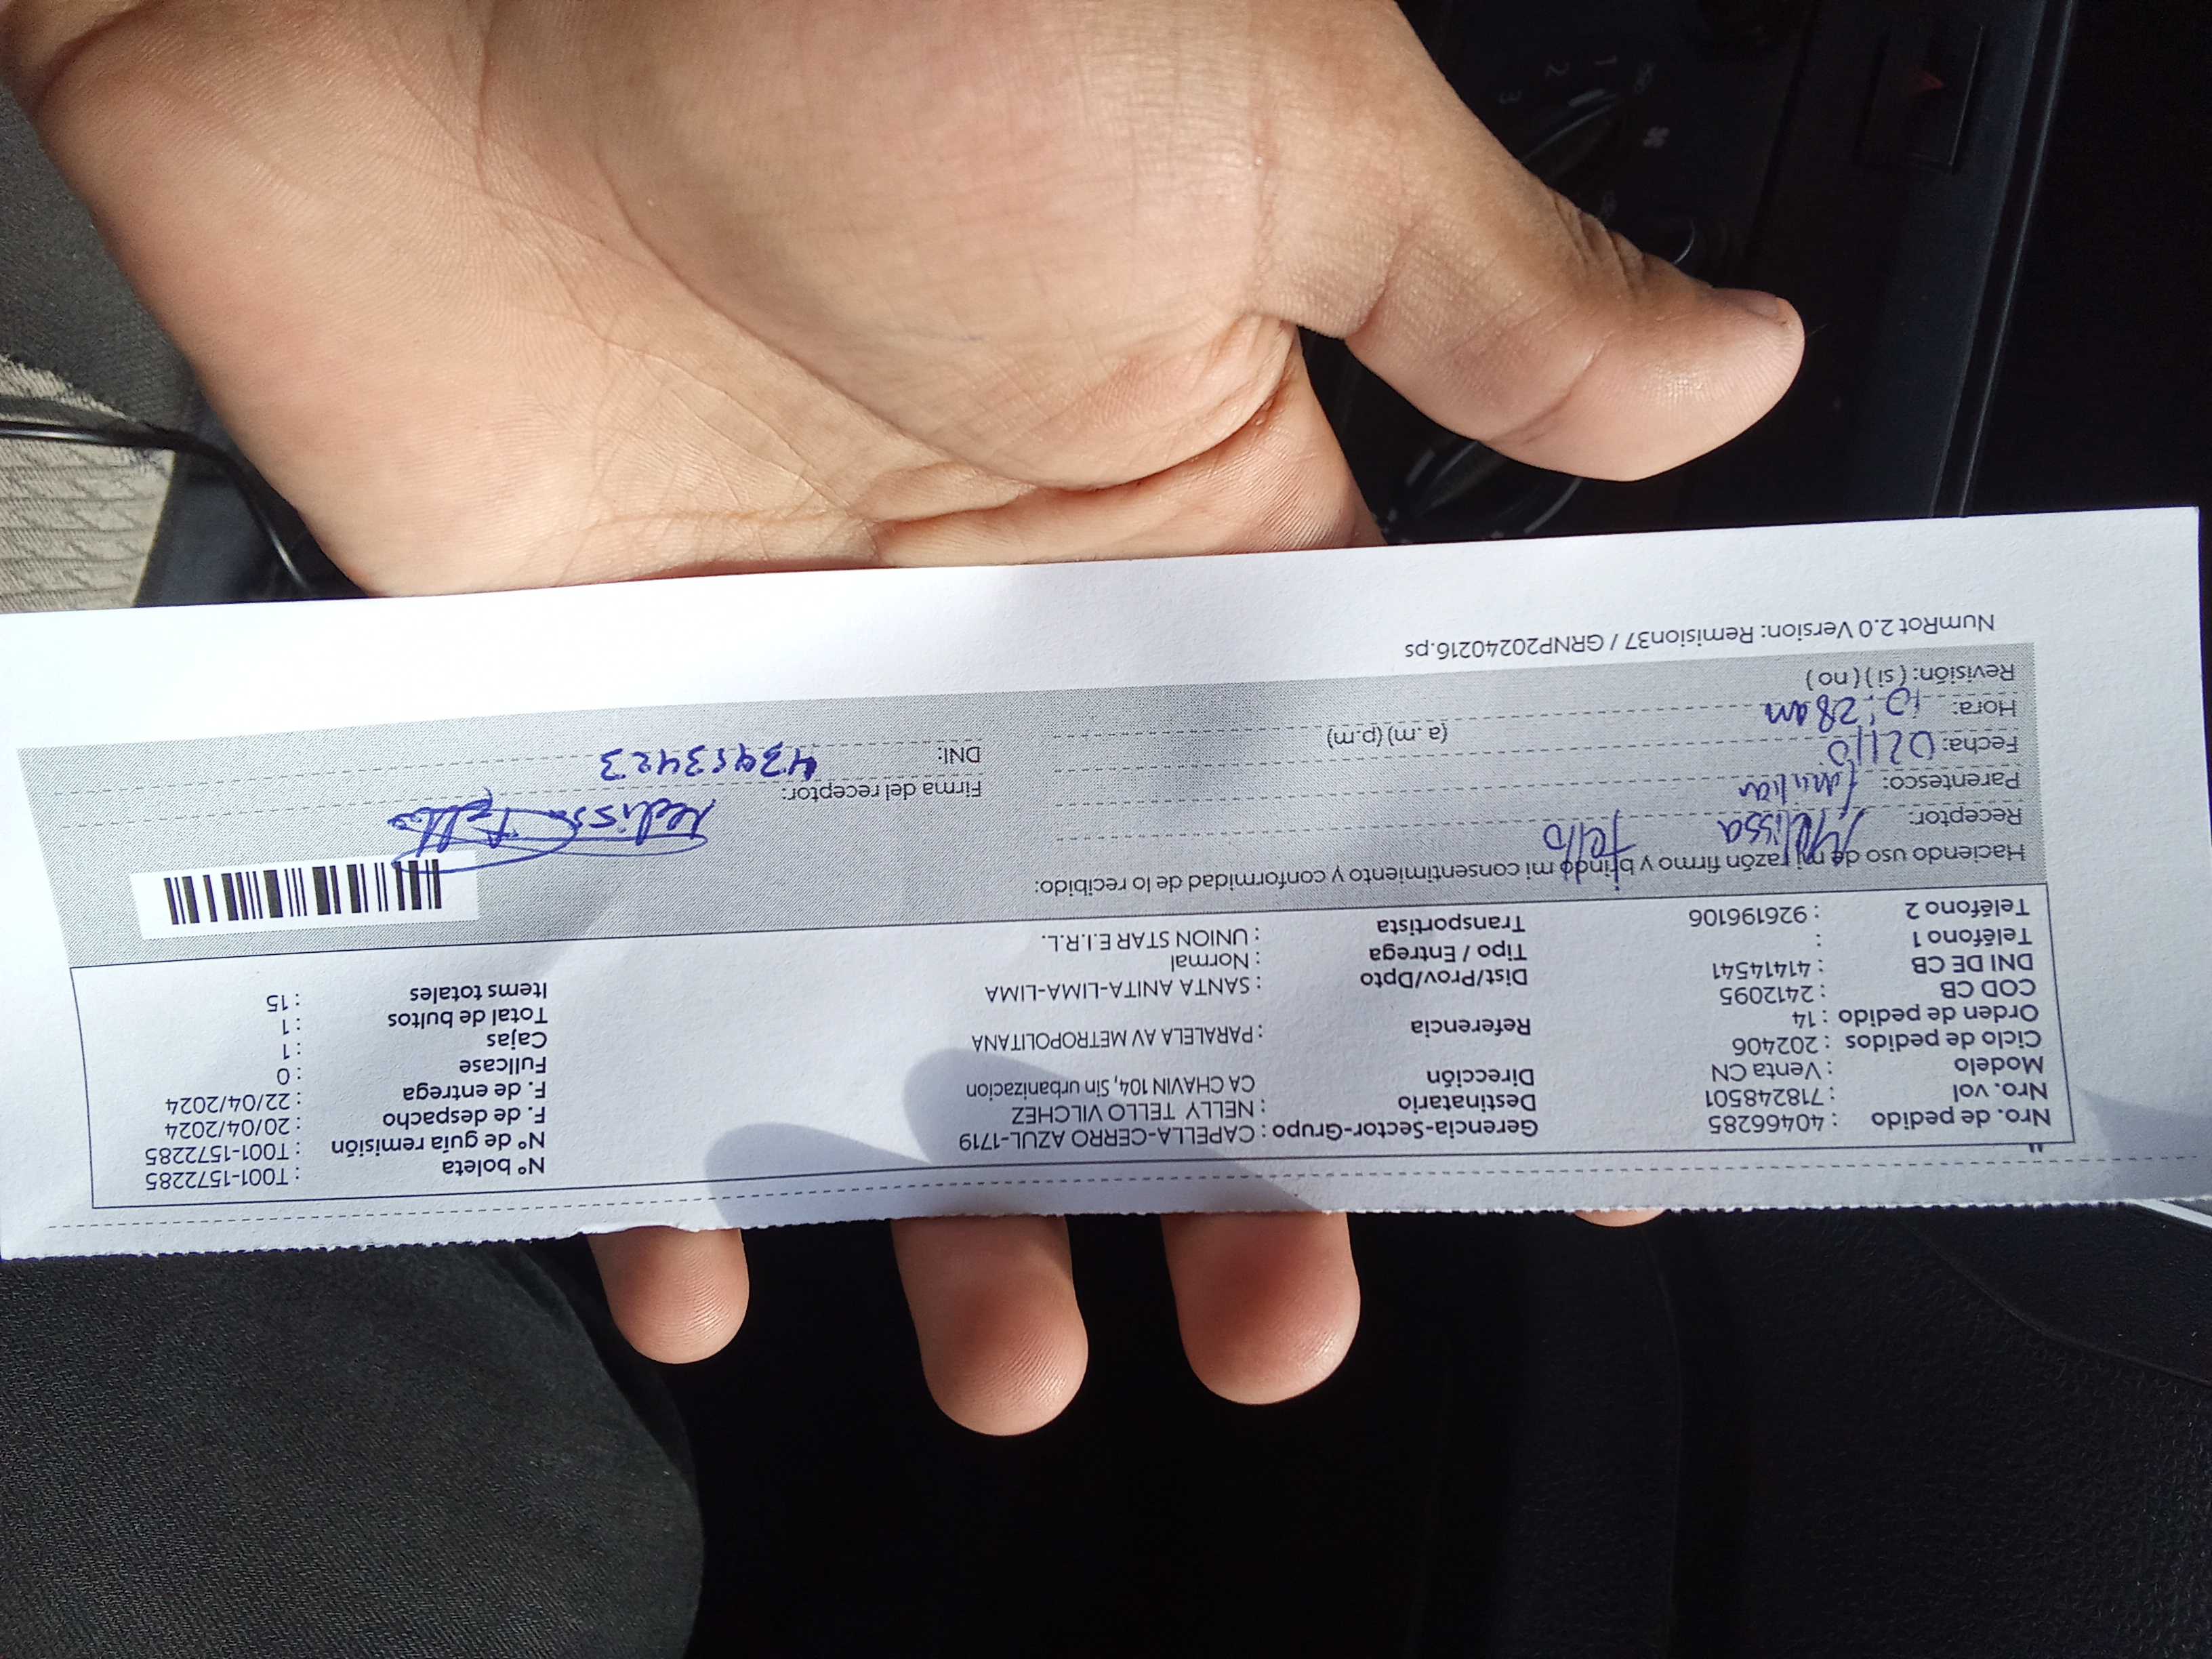 Nro. de pedido : 40466285 Gerencia-Sector-Grupo : CAPELLA-CERRO AZUL-1719 Nº boleta : T001-1572285
Nro. vol : 718248501 Destinatario : NELLY TELLO VILCHEZ Nº de guía remisión : T001-1572285
Modelo : Venta CN Dirección CA CHAVIN 104, Sin urbanizacion F. de despacho : 20/04/2024
Ciclo de pedidos : 202406 F. de entrega : 22/04/2024
Orden de pedido : 14 Referencia : PARALELA AV METROPOLITANA Fullcase : 0
COD CB : 2412095 Cajas : 1
DNI DE CB : 41414541 Dist/Prov/Dpto : SANTA ANITA-LIMA-LIMA Total de bultos : 1
Teléfono 1 : Tipo / Entrega : Normal Items totales : 15
Teléfono 2 : 926196106 Transportista : UNION STAR E.I.R.L.
Haciendo uso de mi razón firmo y brindo mi consentimiento y conformidad de lo recibido:
Receptor: Melissa Tello
Parentesco: familiar Firma del receptor: Melissa Tello
Fecha: DNI:
Hora: 10:28am (a. m) (p.m)
Revisión: ( si ) ( no )
NumRot 2.0 Version: Remision37 / GRNP20240216.ps